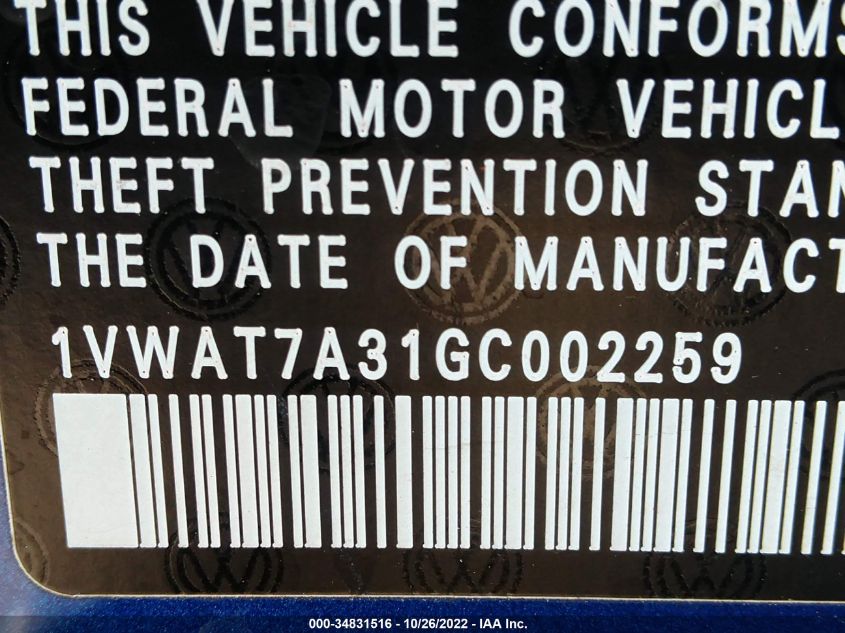 THIS VEHICLE CONFORMS
FEDERAL MOTOR VEHICL
THEFT PREVENTION STAN
THE DATE OF MANUFACT
1VWAT7A31GC002259
000-34831516 - 10/26/2022 - IAA Inc.